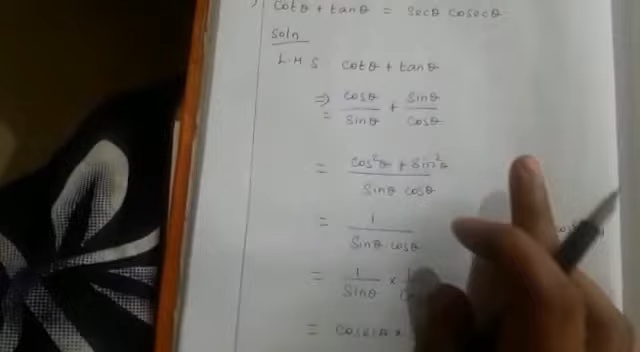 cotθ + tanθ = secθ cosecθ
Soln
L.H.S cotθ + tanθ
⇒ = cosθ/sinθ + sinθ/cosθ
= cos²θ + sin²θ / sinθ cosθ
= 1 / sinθ cosθ
= 1/sinθ ×
= cosecθ ×